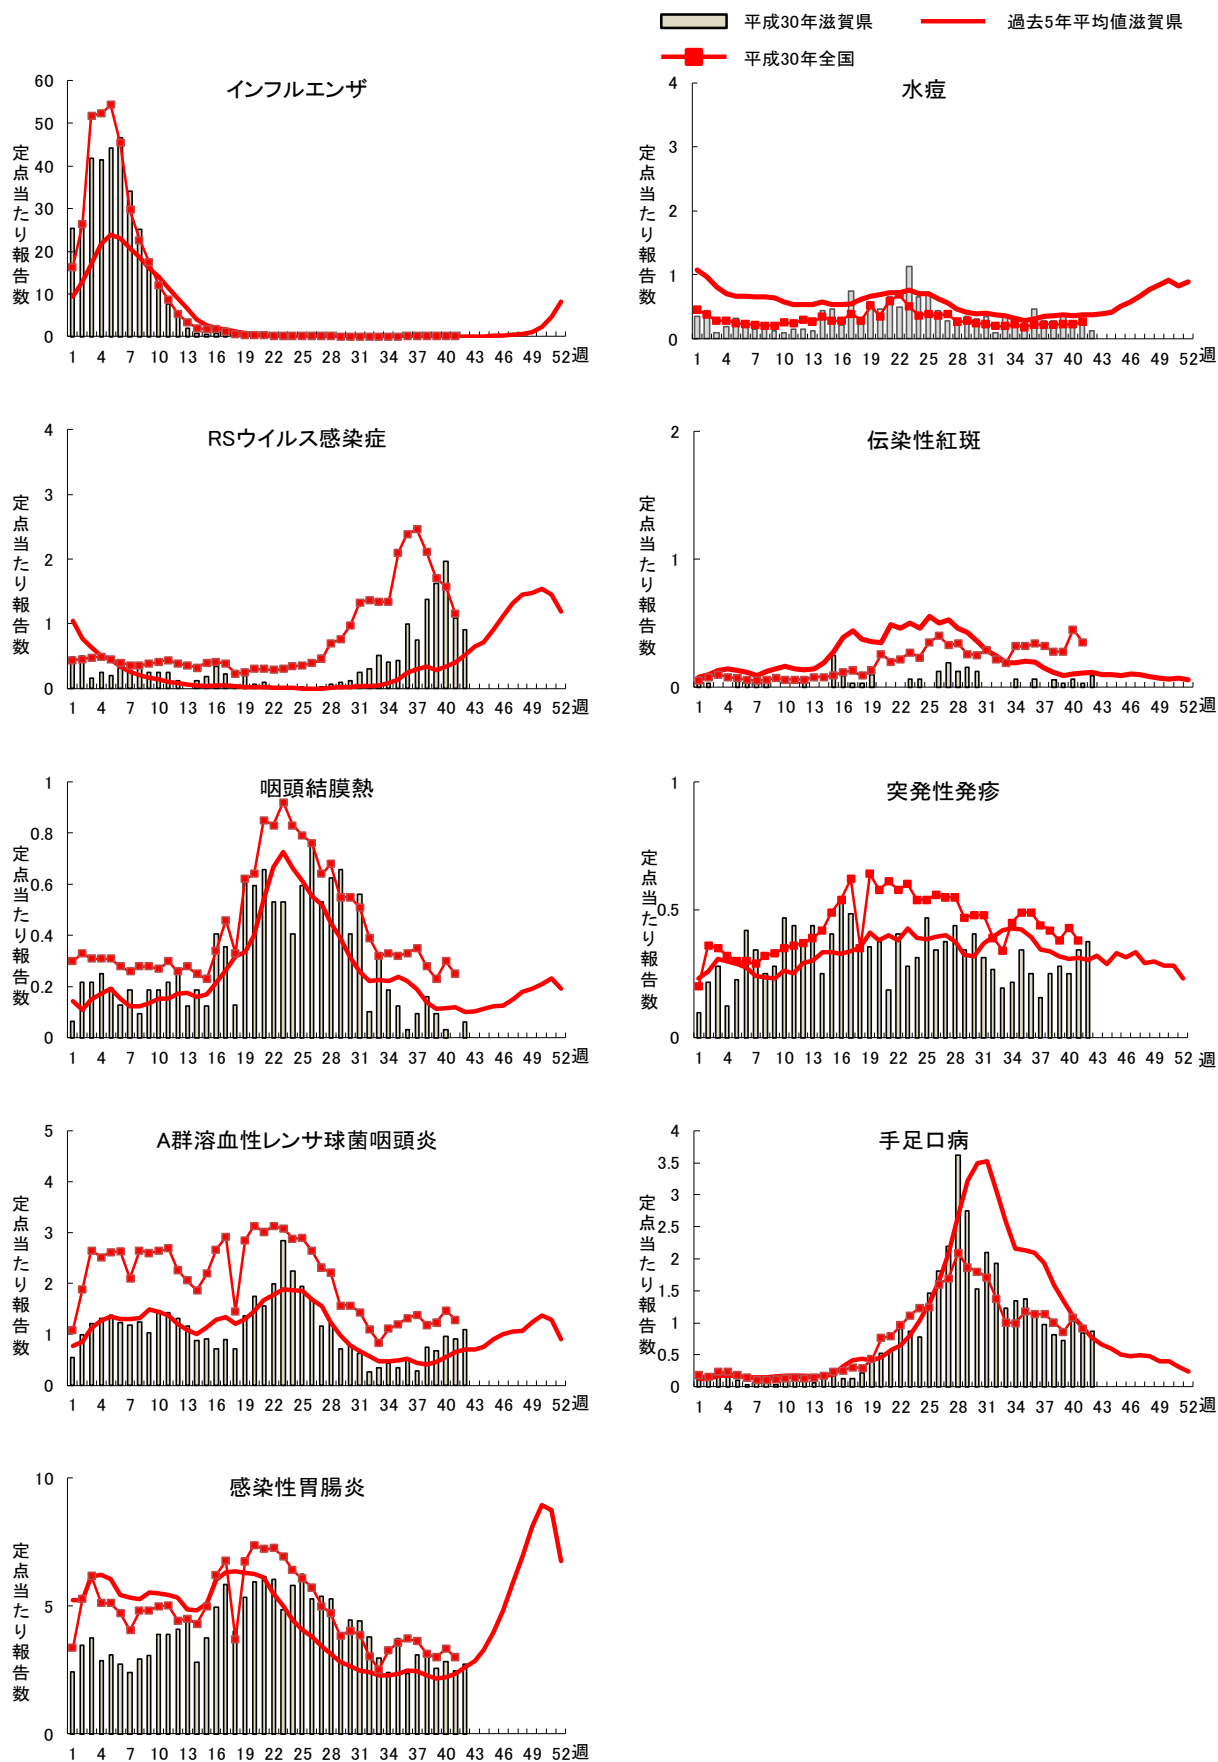 平成30年滋賀県 過去5年平均値滋賀県
平成30年全国
インフルエンザ
定点当たり報告数
60
50
40
30
20
10
0
1 4 7 10 13 16 19 22 25 28 31 34 37 40 43 46 49 52週
水痘
定点当たり報告数
4
3
2
1
0
1 4 7 10 13 16 19 22 25 28 31 34 37 40 43 46 49 52週
RSウイルス感染症
定点当たり報告数
4
3
2
1
0
1 4 7 10 13 16 19 22 25 28 31 34 37 40 43 46 49 52週
伝染性紅斑
定点当たり報告数
2
1
0
1 4 7 10 13 16 19 22 25 28 31 34 37 40 43 46 49 52週
咽頭結膜熱
定点当たり報告数
1
0.8
0.6
0.4
0.2
0
1 4 7 10 13 16 19 22 25 28 31 34 37 40 43 46 49 52週
突発性発疹
定点当たり報告数
1
0.5
0
1 4 7 10 13 16 19 22 25 28 31 34 37 40 43 46 49 52週
A群溶血性レンサ球菌咽頭炎
定点当たり報告数
5
4
3
2
1
0
1 4 7 10 13 16 19 22 25 28 31 34 37 40 43 46 49 52週
手足口病
定点当たり報告数
4
3.5
3
2.5
2
1.5
1
0.5
0
1 4 7 10 13 16 19 22 25 28 31 34 37 40 43 46 49 52週
感染性胃腸炎
定点当たり報告数
10
5
0
1 4 7 10 13 16 19 22 25 28 31 34 37 40 43 46 49 52週